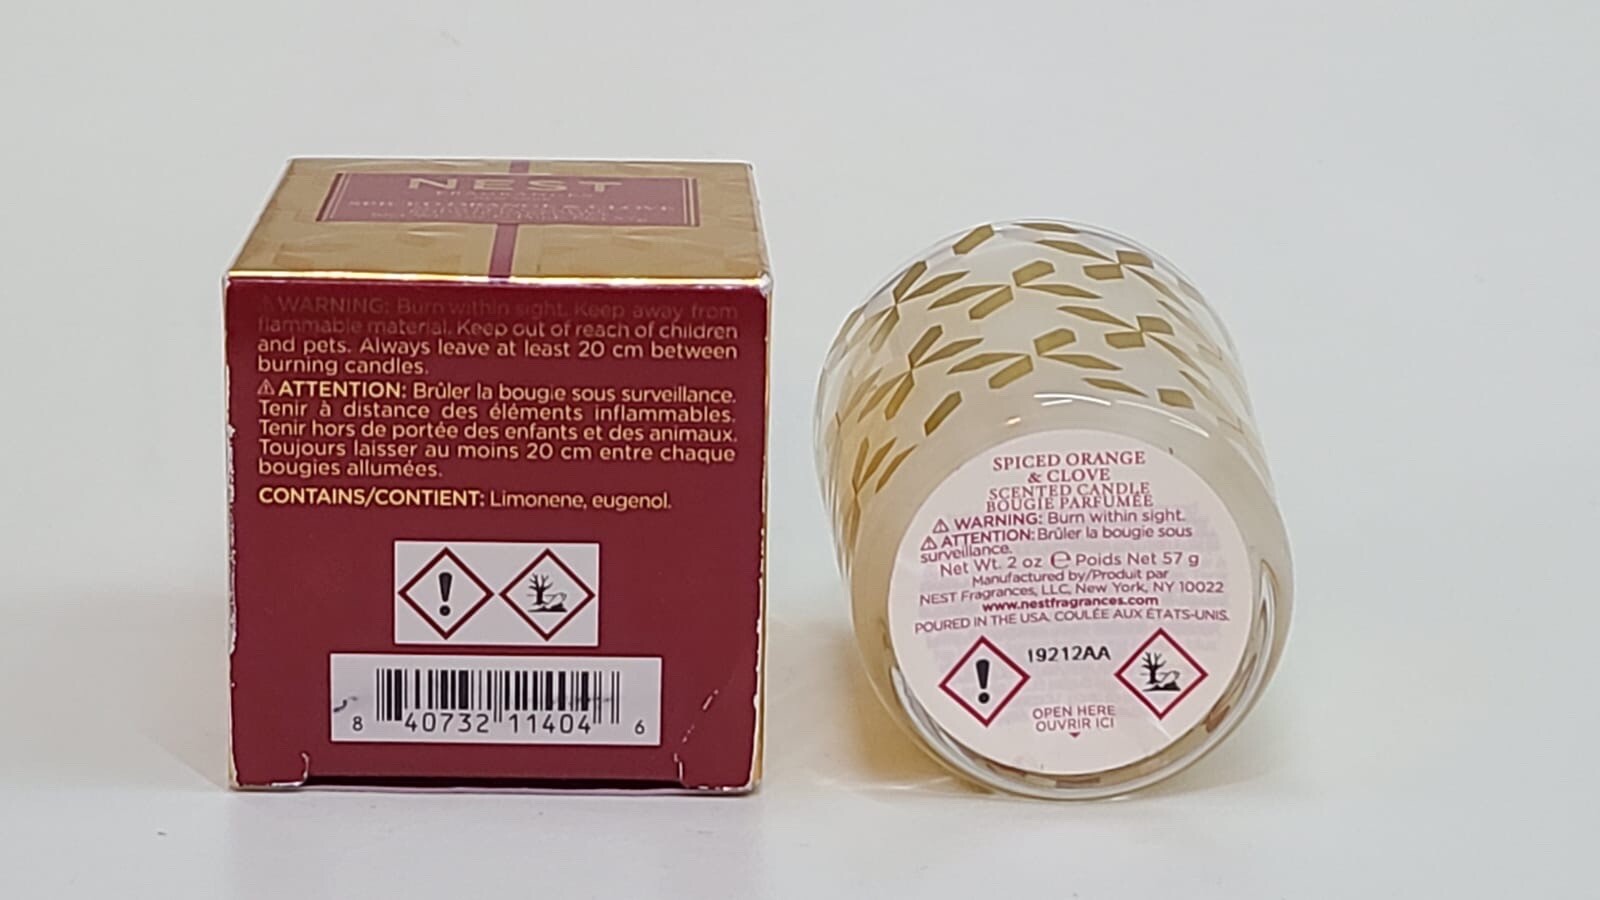 NEST
FRAGRANCES
SPICED ORANGE & CLOVE
⚠ WARNING: Burn within sight. Keep away from
flammable material. Keep out of reach of children
and pets. Always leave at least 20 cm between
burning candles.
⚠ ATTENTION: Brûler la bougie sous surveillance.
Tenir à distance des éléments inflammables.
Tenir hors de portée des enfants et des animaux.
Toujours laisser au moins 20 cm entre chaque
bougies allumées.
CONTAINS/CONTIENT: Limonene, eugenol.
8 40732 11404 6
SPICED ORANGE
& CLOVE
SCENTED CANDLE
BOUGIE PARFUMÉE
⚠ WARNING: Burn within sight.
⚠ ATTENTION: Brûler la bougie sous
surveillance.
Net Wt. 2 oz ℮ Poids Net 57 g
Manufactured by/Produit par
NEST Fragrances, LLC, New York, NY 10022
www.nestfragrances.com
POURED IN THE USA. COULÉE AUX ÉTATS-UNIS.
19212AA
OPEN HERE
OUVRIR ICI